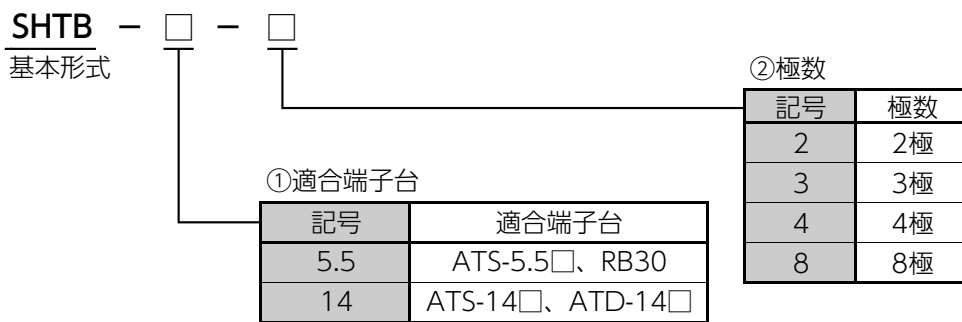 SHTB － □ － □
基本形式
②極数
記号 極数
2 2極
3 3極
4 4極
8 8極
①適合端子台
記号 適合端子台
5.5 ATS-5.5□、RB30
14 ATS-14□、ATD-14□